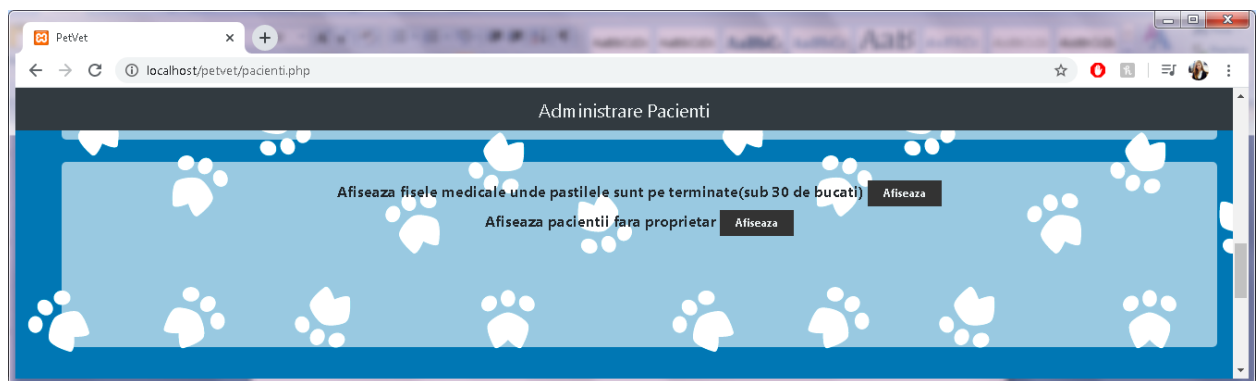 PetVet
localhost/petvet/pacienti.php
Administrare Pacienti
Afiseaza fisele medicale unde pastilele sunt pe terminate(sub 30 de bucati) Afiseaza
Afiseaza pacientii fara proprietar Afiseaza